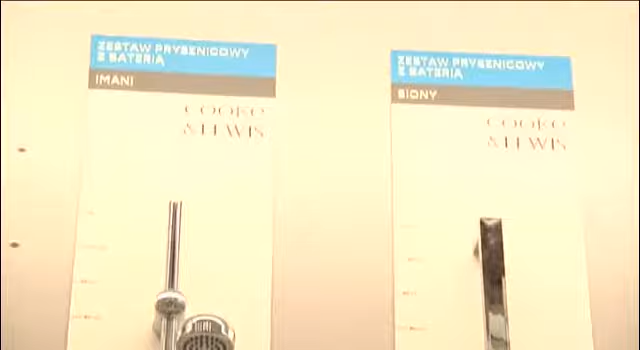 ZESTAW PRYSZNICOWY
Z BATERIĄ
IMANI
COOKE
& LEWIS
ZESTAW PRYSZNICOWY
Z BATERIĄ
SIONY
COOKE
& LEWIS